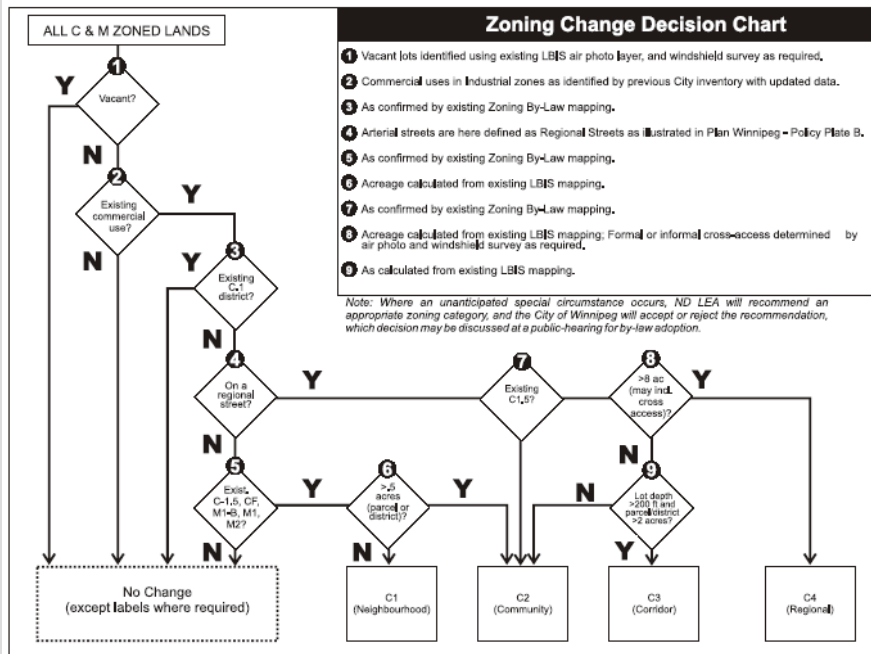 ALL C & M ZONED LANDS
Zoning Change Decision Chart
1 Vacant lots identified using existing LBIS air photo layer, and windshield survey as required.
2 Commercial uses in Industrial zones as identified by previous City inventory with updated data.
3 As confirmed by existing Zoning By-Law mapping.
4 Arterial streets are here defined as Regional Streets as illustrated in Plan Winnipeg - Policy Plate B.
5 As confirmed by existing Zoning By-Law mapping.
6 Acreage calculated from existing LBIS mapping.
7 As confirmed by existing Zoning By-Law mapping.
8 Acreage calculated from existing LBIS mapping; Formal or informal cross-access determined by
air photo and windshield survey as required.
9 As calculated from existing LBIS mapping.
Note: Where an unanticipated special circumstance occurs, ND LEA will recommend an
appropriate zoning category, and the City of Winnipeg will accept or reject the recommendation,
which decision may be discussed at a public-hearing for by-law adoption.
1
Y
Vacant?
N
2
Y
Existing
commercial
use?
N
3
Y
Existing
C.1
district?
N
4
On a
regional
street?
Y
N
7
Existing
C1.5?
8
>8 ac
(may incl.
cross
access)?
Y
N
5
Exist.
C-1.5, CF,
M1-B, M1,
M2?
Y
N
6
>.5
acres
(parcel or
district)?
Y
N
9
N
Lot depth
>200 ft and
parcel/district
>2 acres?
Y
No Change
(except labels where required)
C1
(Neighbourhood)
C2
(Community)
C3
(Corridor)
C4
(Regional)